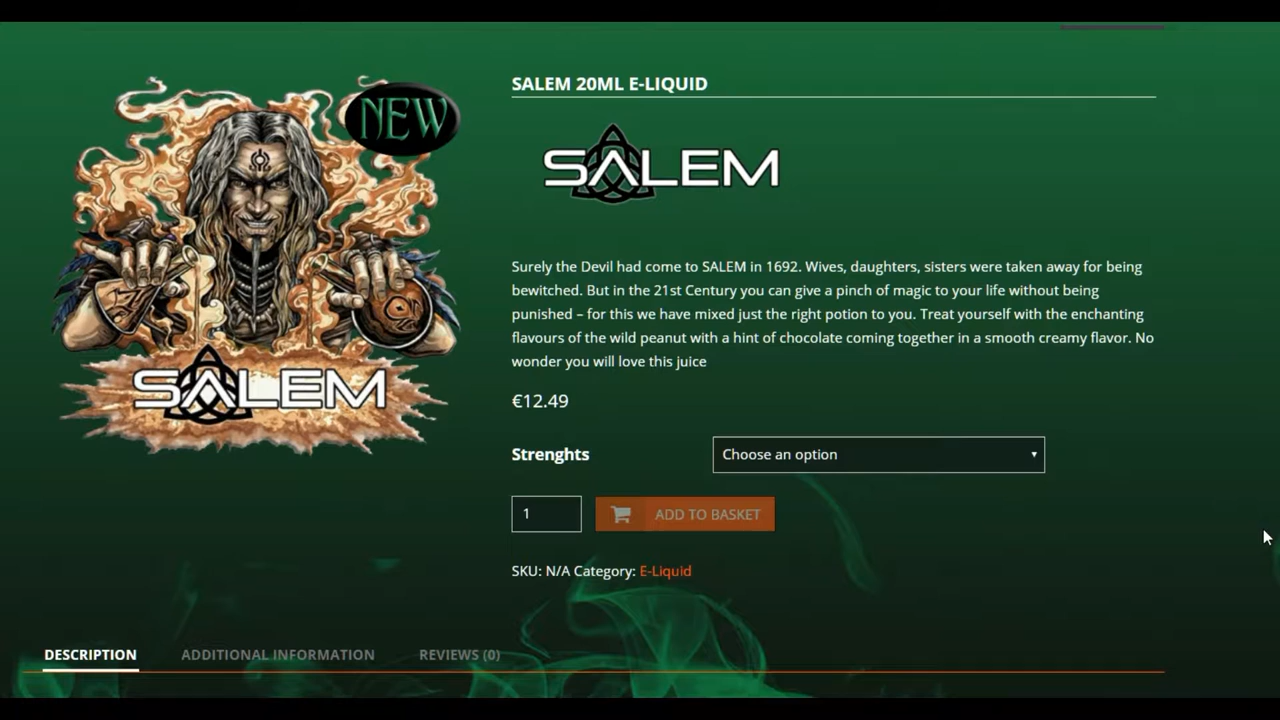 NEW
SALEM
SALEM 20ML E-LIQUID
SALEM
Surely the Devil had come to SALEM in 1692. Wives, daughters, sisters were taken away for being
bewitched. But in the 21st Century you can give a pinch of magic to your life without being
punished – for this we have mixed just the right potion to you. Treat yourself with the enchanting
flavours of the wild peanut with a hint of chocolate coming together in a smooth creamy flavor. No
wonder you will love this juice
€12.49
Strenghts
Choose an option
1
ADD TO BASKET
SKU: N/A Category: E-Liquid
DESCRIPTION ADDITIONAL INFORMATION REVIEWS (0)